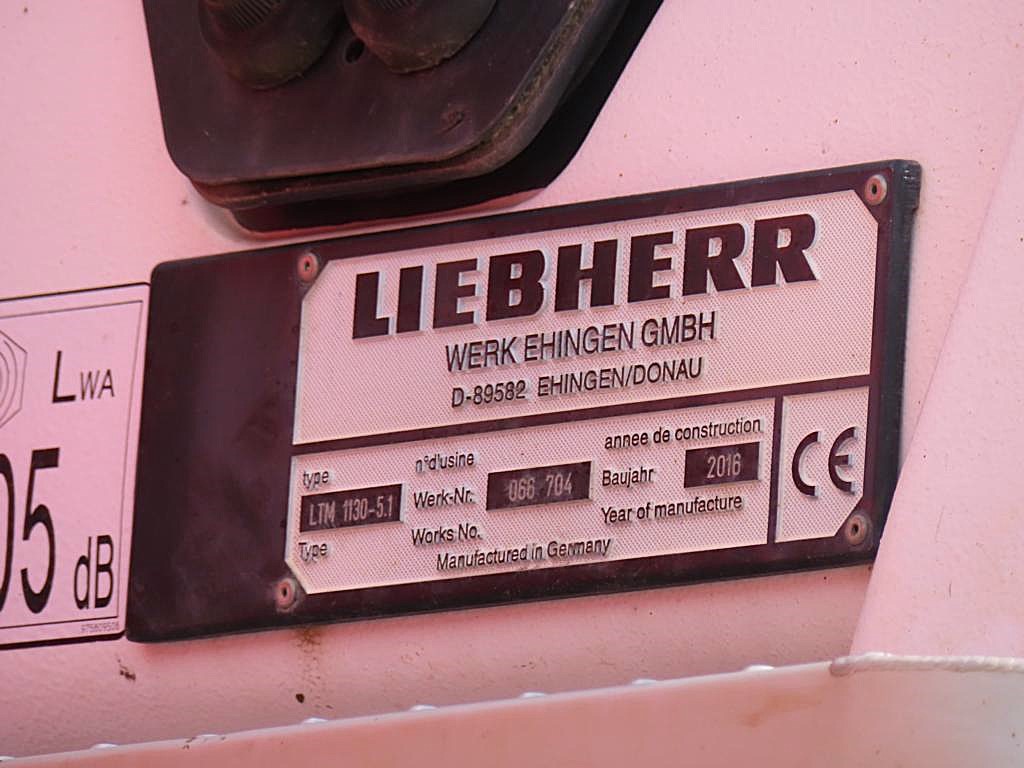 LIEBHERR
WERK EHINGEN GMBH
D-89582 EHINGEN/DONAU
type
LTM 1130-5.1
Type
n°d'usine
Werk-Nr. 066 704
Works No.
annee de construction
Baujahr 2016
Year of manufacture
Manufactured in Germany
CE
LWA
05 dB